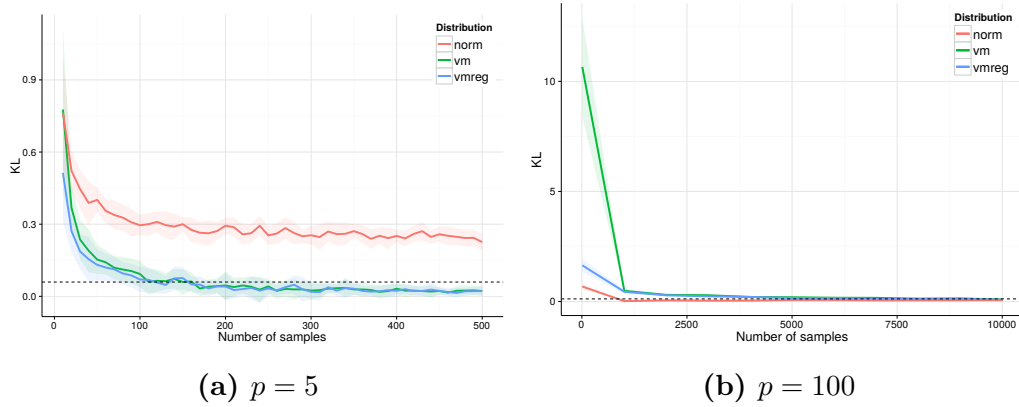 Distribution
norm
vm
vmreg
0.9
0.6
0.3
0.0
KL
0
100
200
300
400
500
Number of samples
(a) p = 5
Distribution
norm
vm
vmreg
10
5
0
KL
0
2500
5000
7500
10000
Number of samples
(b) p = 100